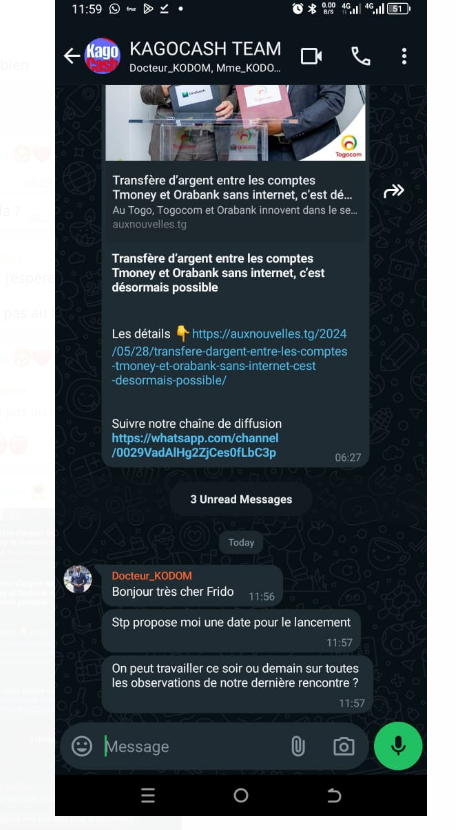 11:59
0.00
B/S
4G
4G
51
Kago
Cash
KAGOCASH TEAM
Docteur_KODOM, Mme_KODO...
Orabank
Togocom
Transfère d'argent entre les comptes
Tmoney et Orabank sans internet, c'est dé...
Au Togo, Togocom et Orabank innovent dans le se...
auxnouvelles.tg
Transfère d'argent entre les comptes
Tmoney et Orabank sans internet, c'est
désormais possible
Les détails 👇 https://auxnouvelles.tg/2024
/05/28/transfere-dargent-entre-les-comptes
-tmoney-et-orabank-sans-internet-cest
-desormais-possible/
Suivre notre chaîne de diffusion
https://whatsapp.com/channel
/0029VadAlHg2ZjCes0fLbC3p
06:27
3 Unread Messages
Today
Docteur_KODOM
Bonjour très cher Frido 11:56
Stp propose moi une date pour le lancement
11:57
On peut travailler ce soir ou demain sur toutes
les observations de notre dernière rencontre ?
11:57
Message